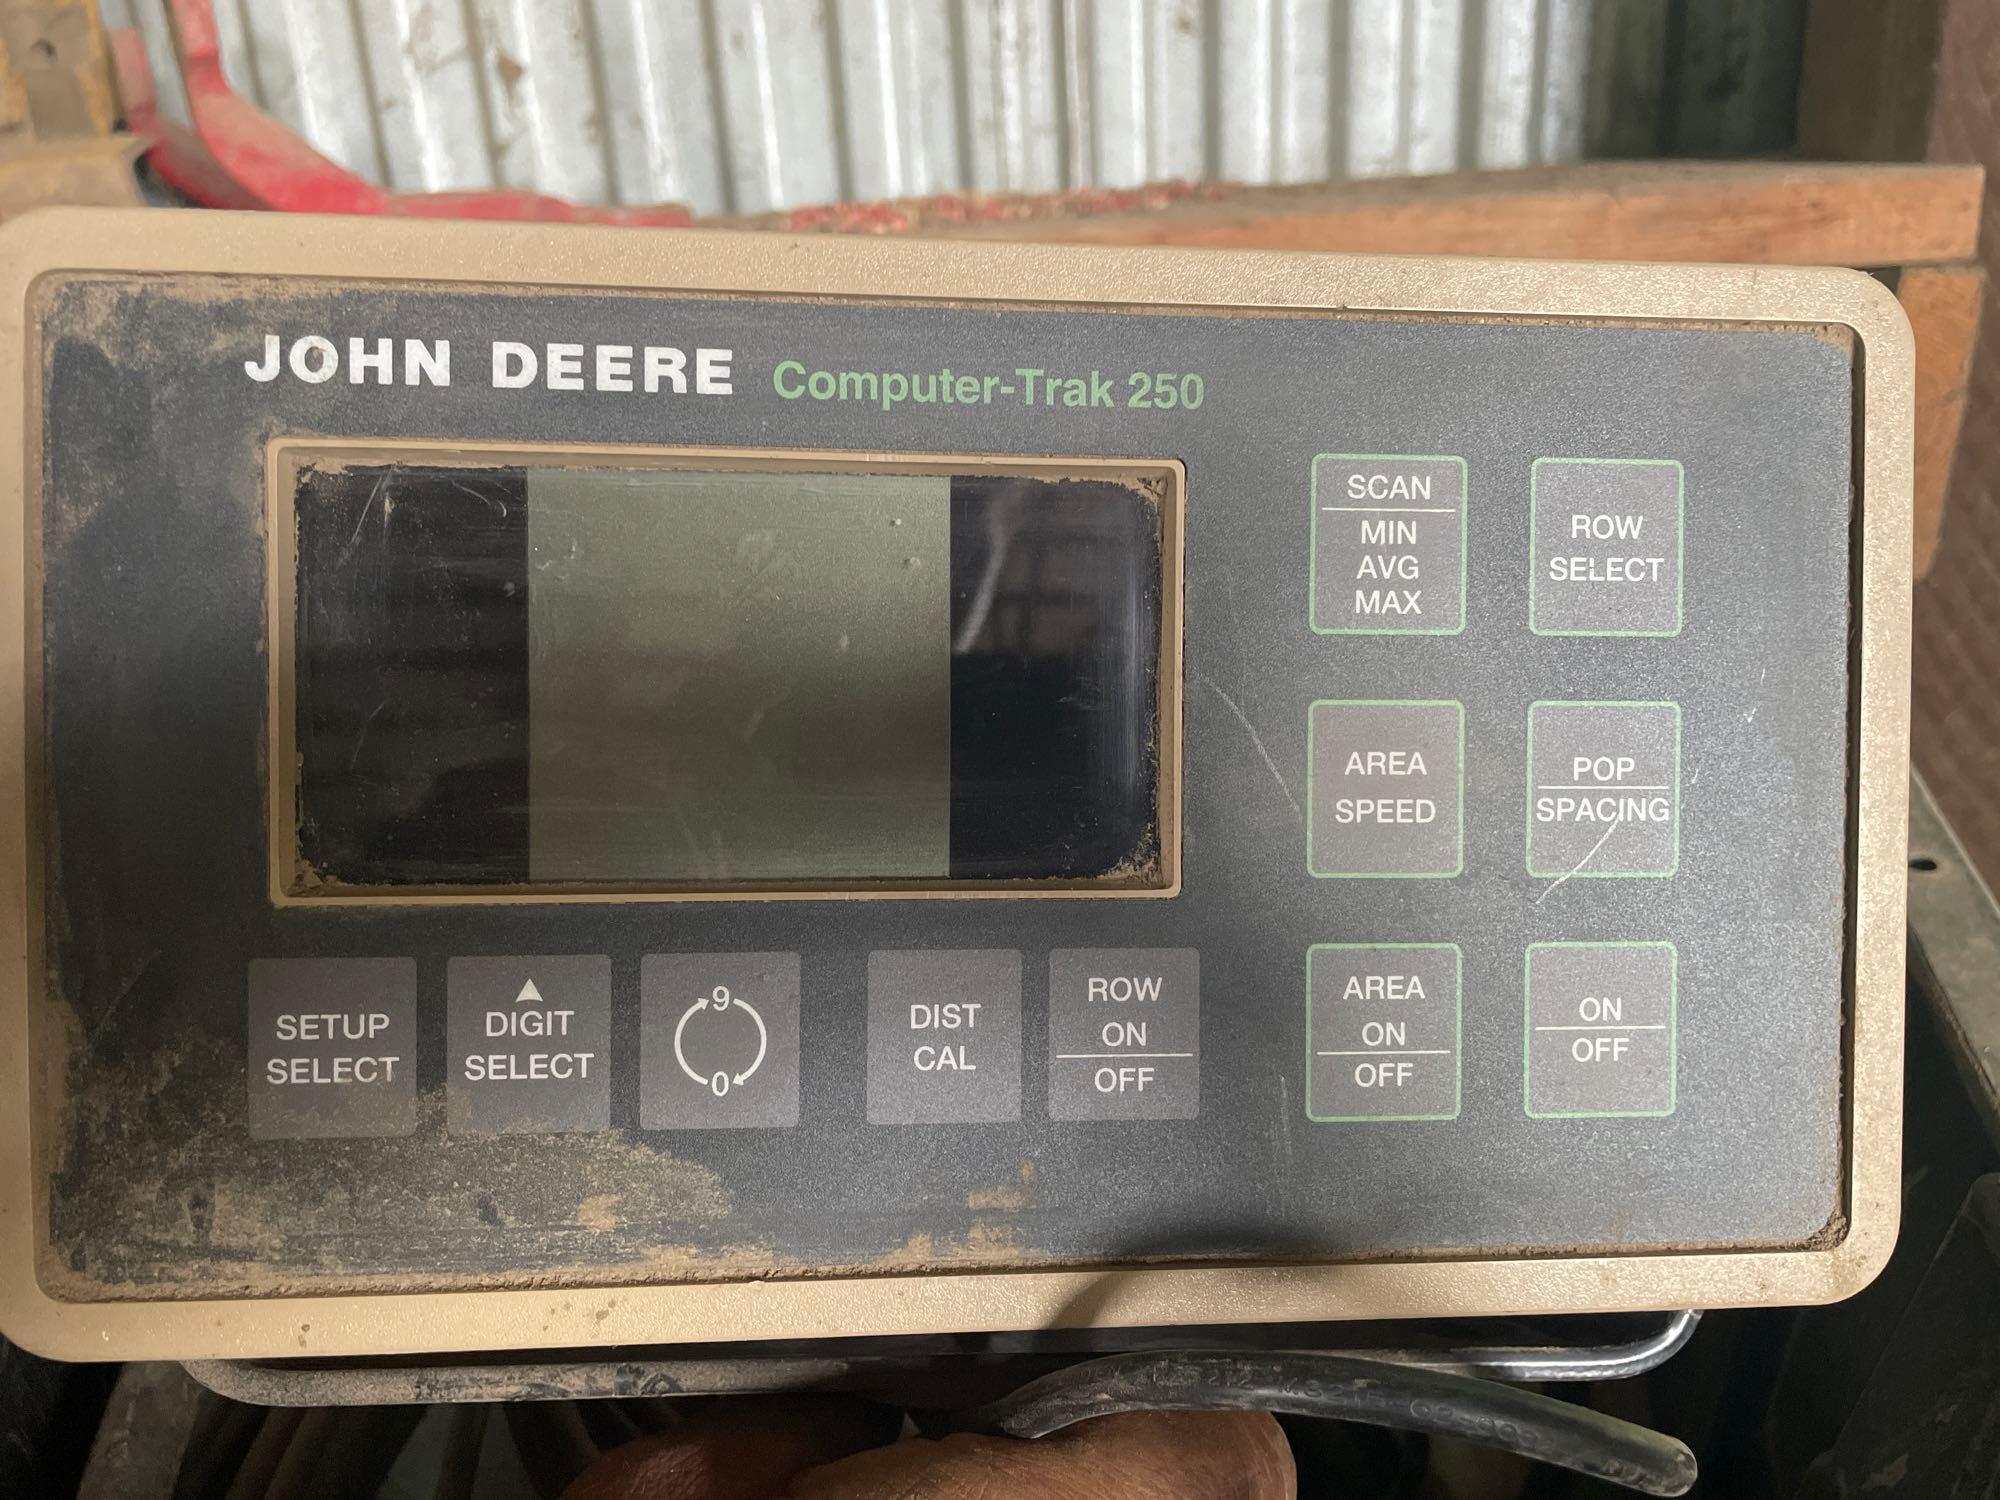 JOHN DEERE Computer-Trak 250
SCAN
MIN
AVG
MAX
ROW
SELECT
AREA
SPEED
POP
SPACING
SETUP
SELECT
DIGIT
SELECT
9
0
DIST
CAL
ROW
ON
OFF
AREA
ON
OFF
ON
OFF